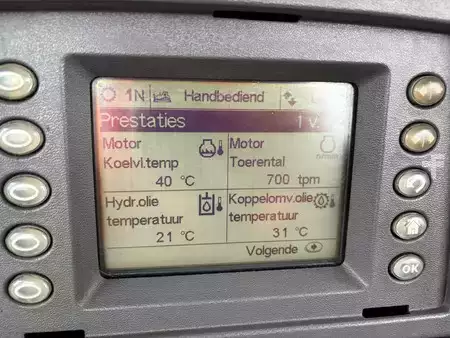 1N Handbediend
Prestaties 1 v.
Motor
Koelvl.temp
40 °C
Motor
Toerental
700 tpm
Hydr.olie
temperatuur
21 °C
Koppelomv.olie
temperatuur
31 °C
Volgende
OK